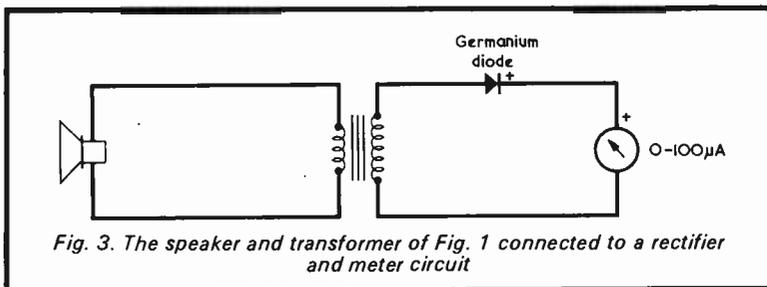 Germanium
diode
+
+
0-100µA
Fig. 3. The speaker and transformer of Fig. 1 connected to a rectifier
and meter circuit